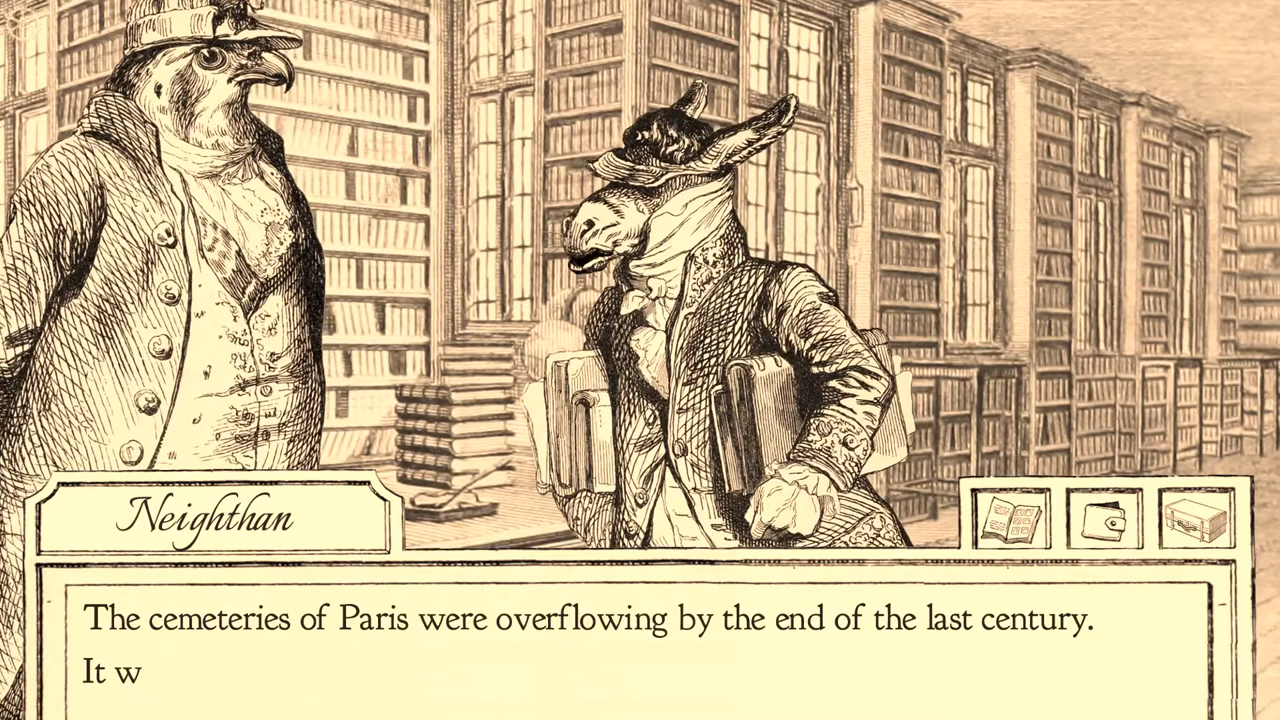 Neighthan
The cemeteries of Paris were overflowing by the end of the last century.
It w